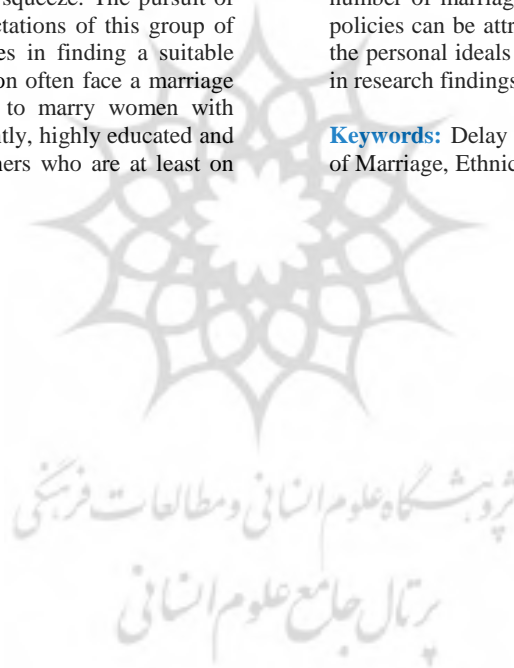 squeeze. The pursuit of
ctations of this group of
es in finding a suitable
on often face a marriage
to marry women with
ntly, highly educated and
ners who are at least on
number of marriag
policies can be attr
the personal ideals
in research findings
Keywords: Delay
of Marriage, Ethnic
پژوهشگاه علوم انسانی و مطالعات فرهنگی
پرتال جامع علوم انسانی